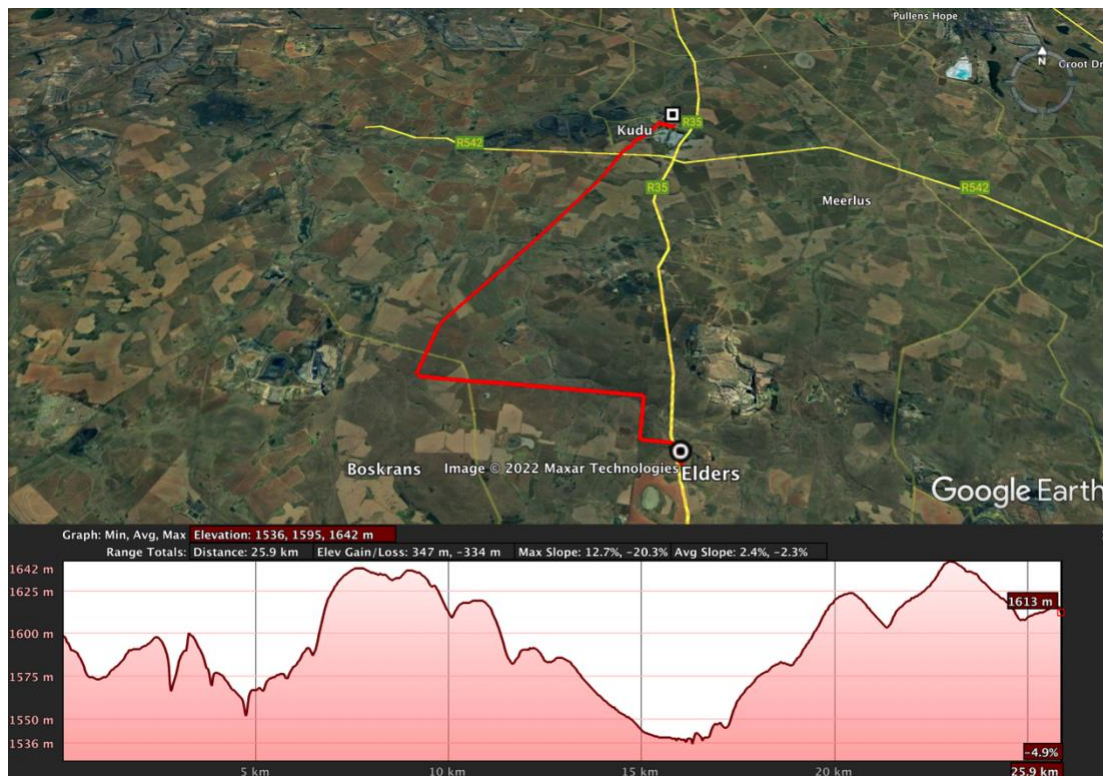 Pullens Hope
N
Croot Dr
Kudu
R35
R542
R35
R542
Meerlus
Boskrans
Image © 2022 Maxar Technologies
Elders
Google Earth
Graph: Min, Avg, Max Elevation: 1536, 1595, 1642 m
Range Totals: Distance: 25.9 km Elev Gain/Loss: 347 m, -334 m Max Slope: 12.7%, -20.3% Avg Slope: 2.4%, -2.3%
1642 m
1625 m
1613 m
1600 m
1575 m
1550 m
1536 m
-4.9%
5 km 10 km 15 km 20 km 25.9 km